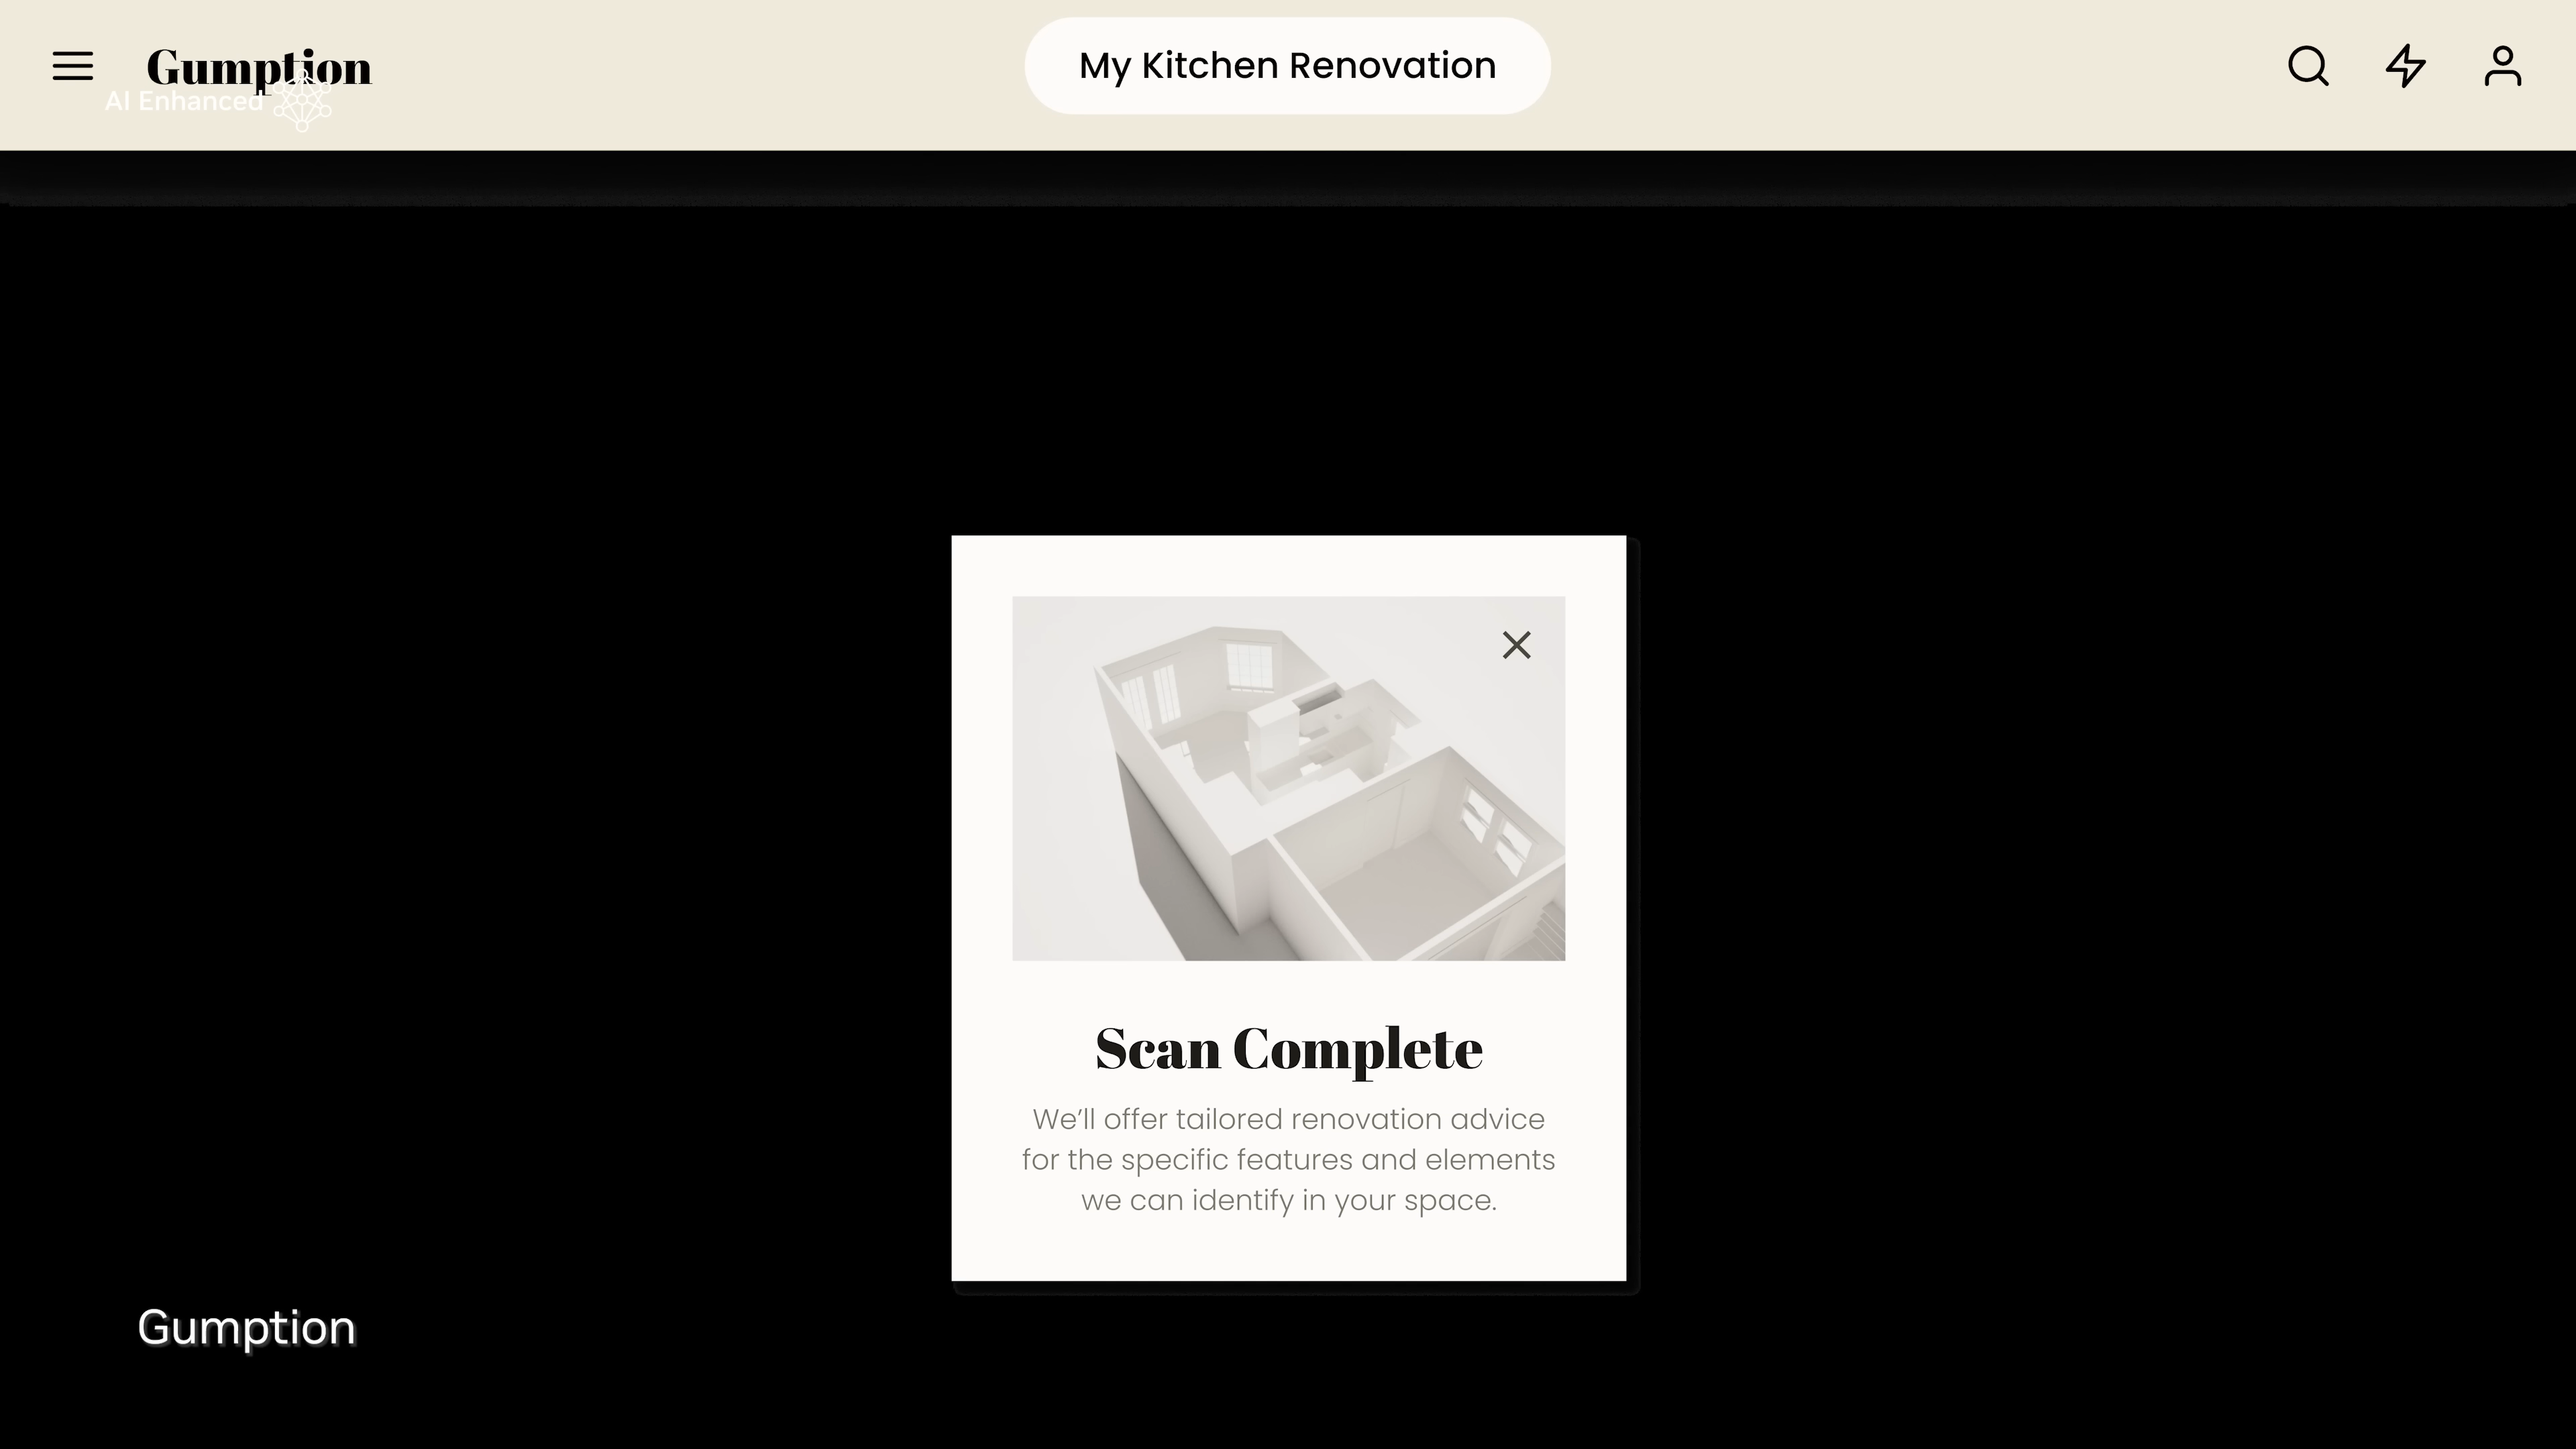 Gumption
My Kitchen Renovation
AI Enhanced
Scan Complete
We’ll offer tailored renovation advice
for the specific features and elements
we can identify in your space.
Gumption